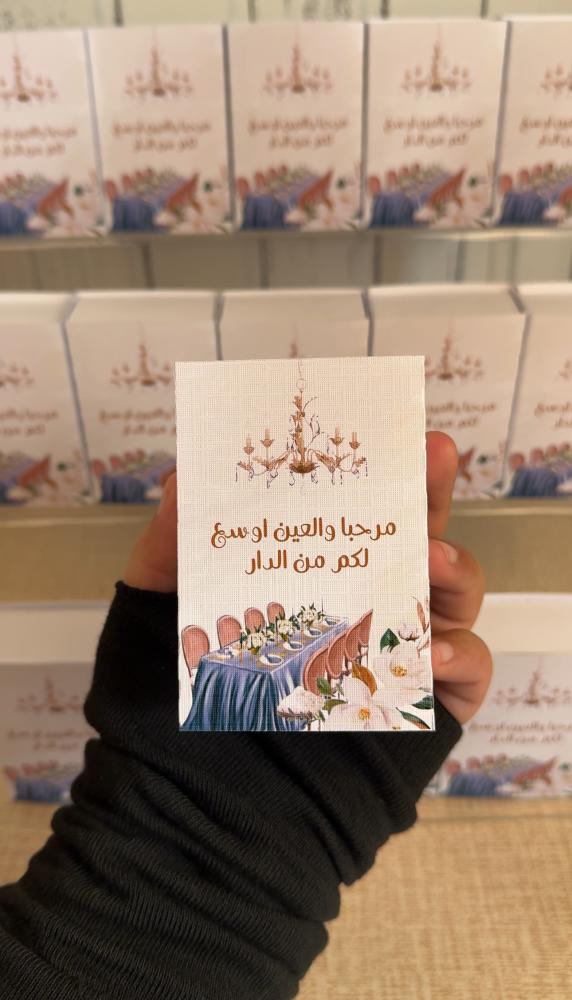 مرحبا والعين اوسع
لكم من الدار